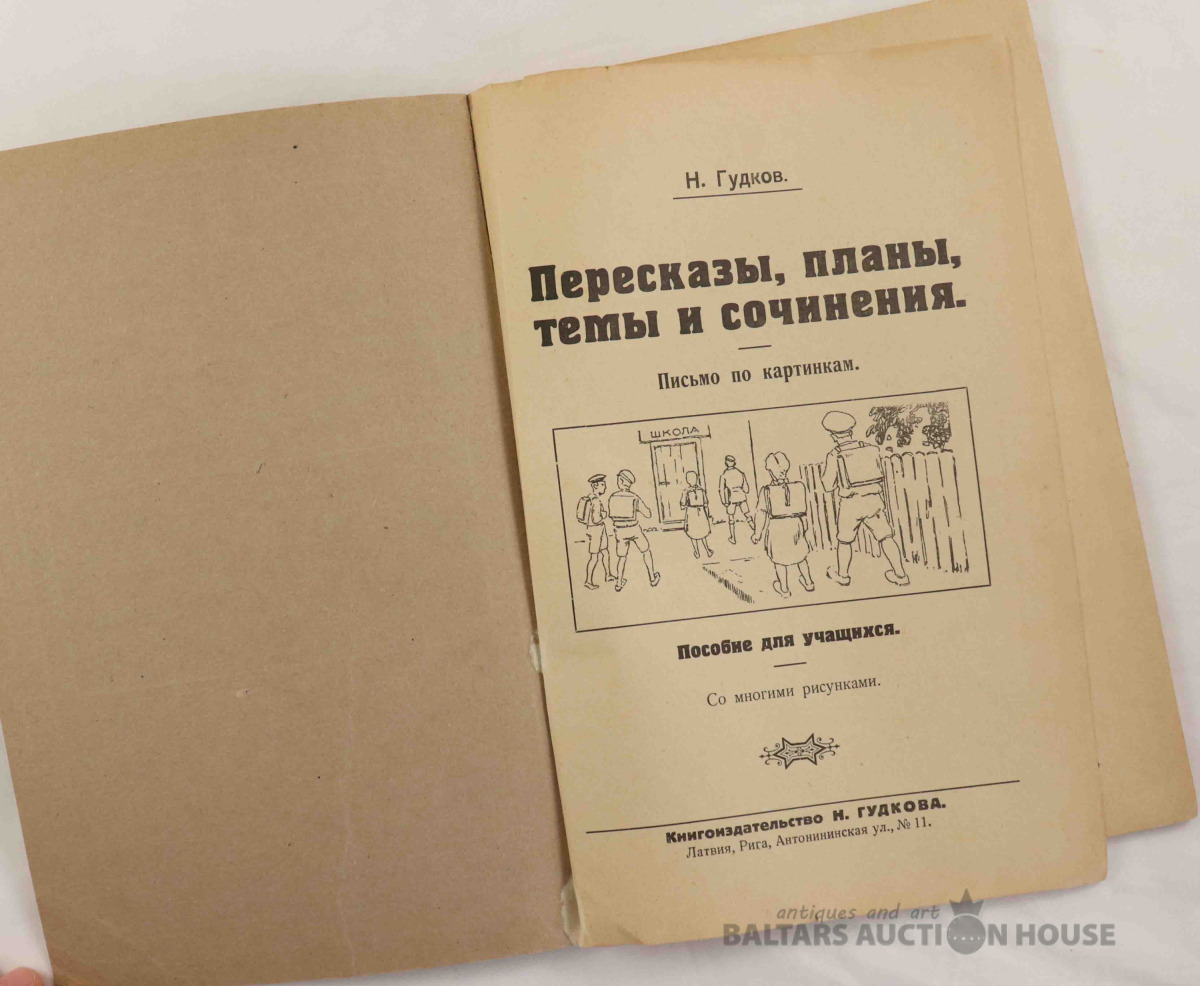 Н. Гудков.
Пересказы, планы,
темы и сочинения.
Письмо по картинкам.
ШКОЛА
Пособие для учащихся.
Со многими рисунками.
Книгоиздательство Н. ГУДКОВА.
Латвия, Рига, Антонининская ул., № 11.
antiques and art
BALTARS AUCTION HOUSE